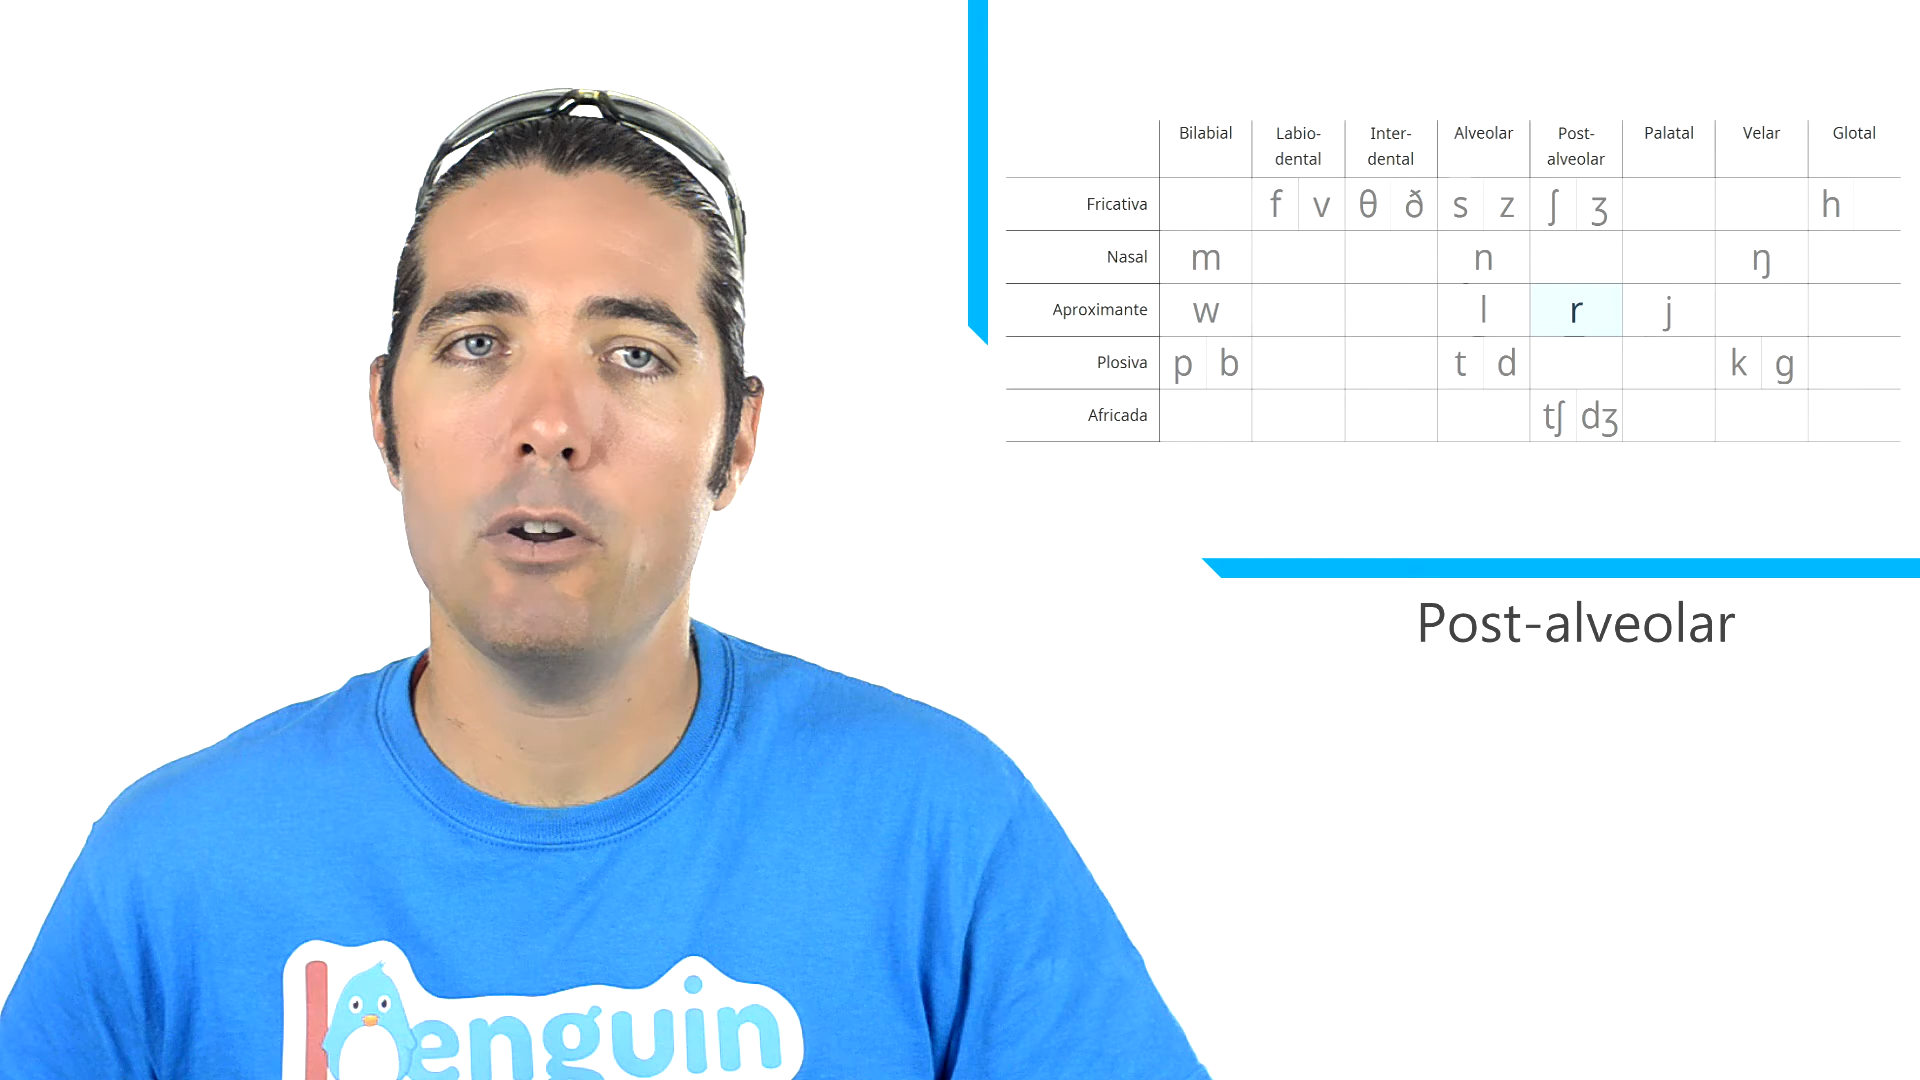 Bilabial Labio-dental Inter-dental Alveolar Post-alveolar Palatal Velar Glotal
Fricativa f v θ ð s z ʃ ʒ h
Nasal m n ŋ
Aproximante w l r j
Plosiva p b t d k g
Africada tʃ dʒ
Post-alveolar
Penguin